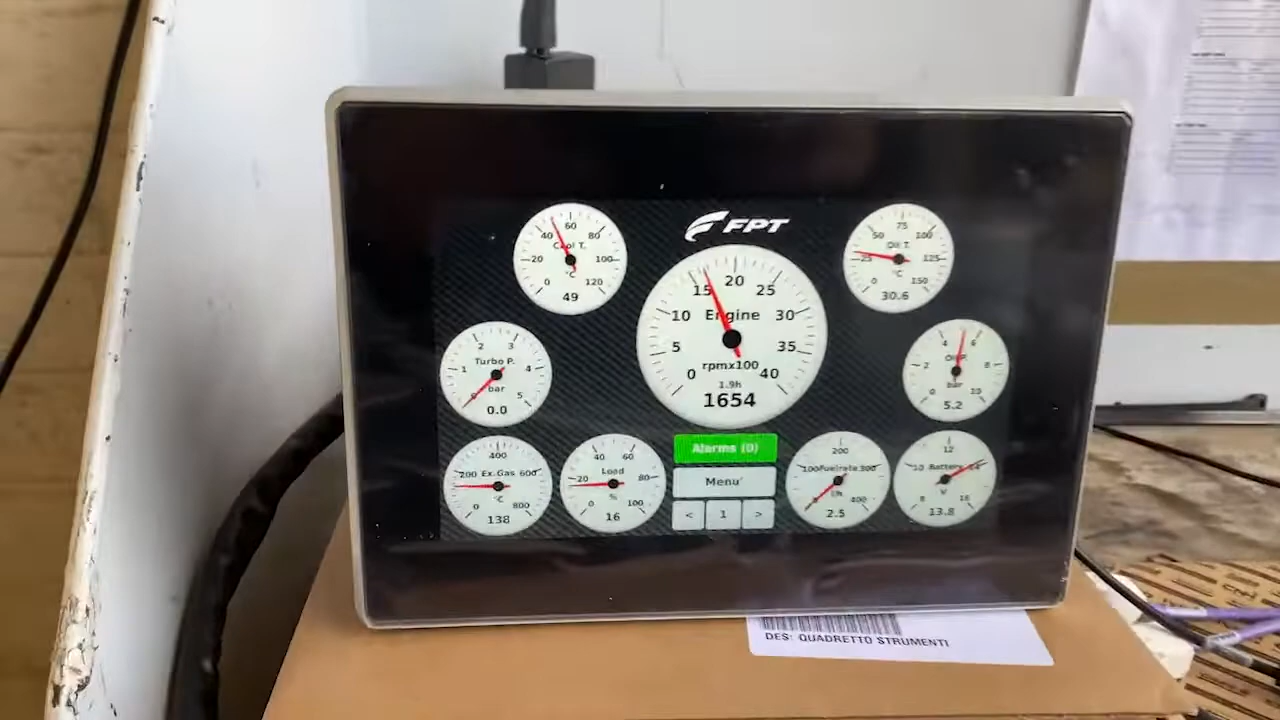 FPT
40 60 80
Cool T.
20 100
°C
0 120
49
75
50 100
Oil T.
25 125
°C
0 150
30.6
20
15 25
Engine
10 30
5 35
rpmx100
0 40
1.9h
1654
2 3
Turbo P.
1 4
bar
5
0.0
4 6
2 8
bar
0 10
5.2
400
200 Ex.Gas 600
°C
800
138
40 60
Load
20 80
%
0 100
16
Alarms (0)
Menu
< 1 >
200
100 Fuelrate 300
l/h
400
2.5
12
10 Battery 14
V
8 16
13.8
DES: QUADRETTO STRUMENTI